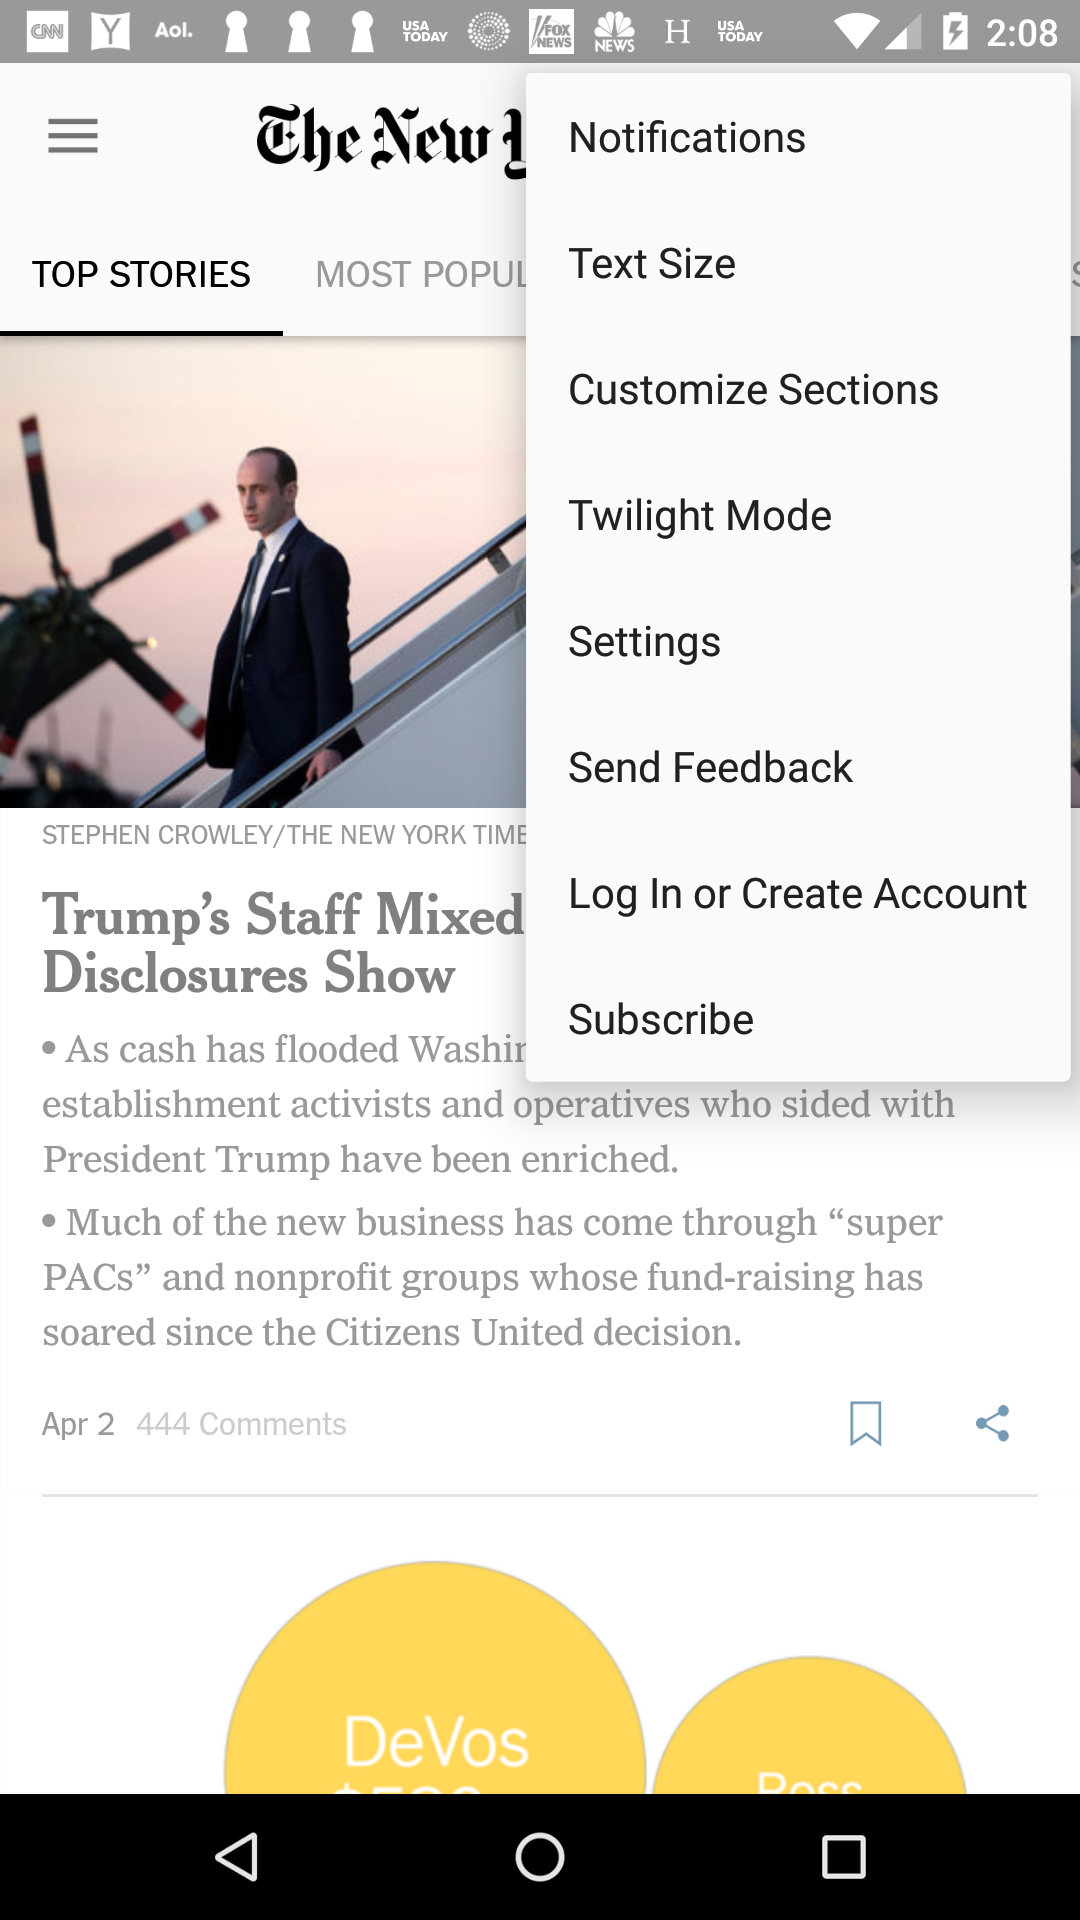 CNN Y Aol. USA TODAY FOX NEWS NEWS H USA TODAY 2:08
The New Y
TOP STORIES MOST POPUL
Notifications
Text Size
Customize Sections
Twilight Mode
Settings
Send Feedback
Log In or Create Account
Subscribe
STEPHEN CROWLEY/THE NEW YORK TIME
Trump’s Staff Mixed
Disclosures Show
• As cash has flooded Washin
establishment activists and operatives who sided with
President Trump have been enriched.
• Much of the new business has come through “super
PACs” and nonprofit groups whose fund-raising has
soared since the Citizens United decision.
Apr 2 444 Comments
DeVos
Ross